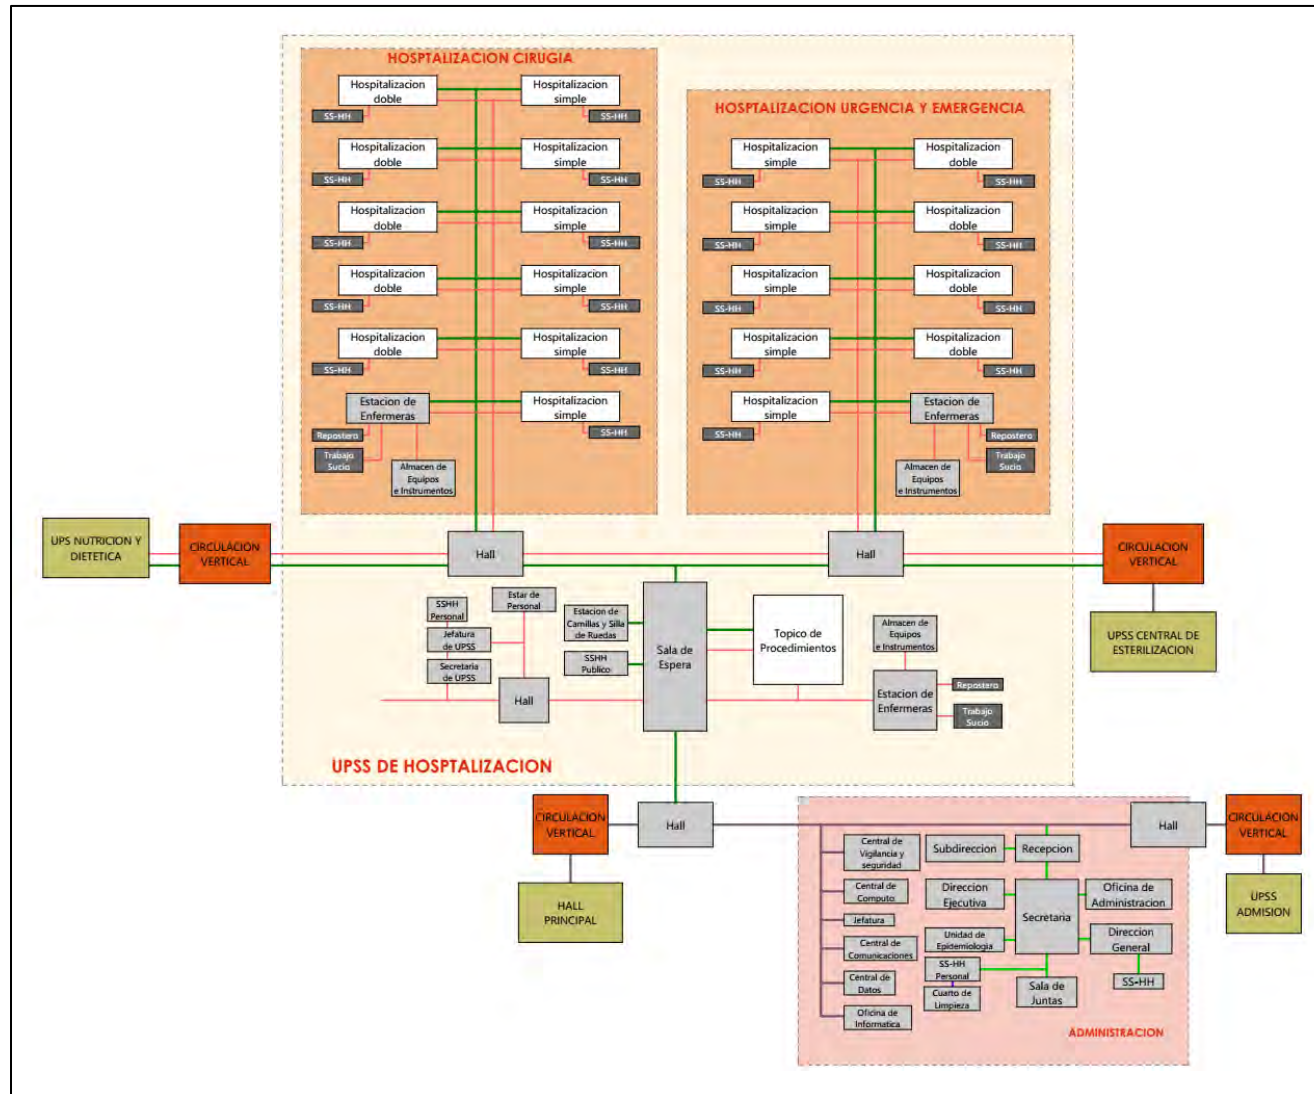 HOSPTALIZACION CIRUGIA
Hospitalizacion
doble
SS-HH
Hospitalizacion
simple
SS-HH
Hospitalizacion
doble
SS-HH
Hospitalizacion
simple
SS-HH
Hospitalizacion
doble
SS-HH
Hospitalizacion
simple
SS-HH
Hospitalizacion
doble
SS-HH
Hospitalizacion
simple
SS-HH
Hospitalizacion
doble
SS-HH
Hospitalizacion
simple
SS-HH
Estacion de
Enfermeras
Hospitalizacion
simple
SS-HH
Repostero
Trabajo
Sucio
Almacen de
Equipos
e Instrumentos
HOSPTALIZACION URGENCIA Y EMERGENCIA
Hospitalizacion
simple
SS-HH
Hospitalizacion
doble
SS-HH
Hospitalizacion
simple
SS-HH
Hospitalizacion
doble
SS-HH
Hospitalizacion
simple
SS-HH
Hospitalizacion
doble
SS-HH
Hospitalizacion
simple
SS-HH
Hospitalizacion
doble
SS-HH
Hospitalizacion
simple
SS-HH
Estacion de
Enfermeras
Repostero
Trabajo
Sucio
Almacen de
Equipos
e Instrumentos
UPS NUTRICION Y
DIETETICA
CIRCULACION
VERTICAL
Hall
Hall
CIRCULACION
VERTICAL
UPSS CENTRAL DE
ESTERILIZACION
SSHH
Personal
Estar de
Personal
Jefatura
de UPSS
Secretaria
de UPSS
Hall
Estacion de
Camillas y Silla
de Ruedas
SSHH
Publico
Sala de
Espera
Topico de
Procedimientos
Almacen de
Equipos
e Instrumentos
Estacion de
Enfermeras
Repostero
Trabajo
Sucio
UPSS DE HOSPTALIZACION
CIRCULACION
VERTICAL
Hall
HALL
PRINCIPAL
Hall
CIRCULACION
VERTICAL
UPSS
ADMISION
Central de
Vigilancia y
seguridad
Central de
Computo
Jefatura
Central de
Comunicaciones
Central de
Datos
Oficina de
Informatica
Subdireccion
Recepcion
Direccion
Ejecutiva
Secretaria
Oficina de
Administracion
Unidad de
Epidemiologia
Direccion
General
SS-HH
Personal
Cuarto de
Limpieza
Sala de
Juntas
SS-HH
ADMINISTRACION